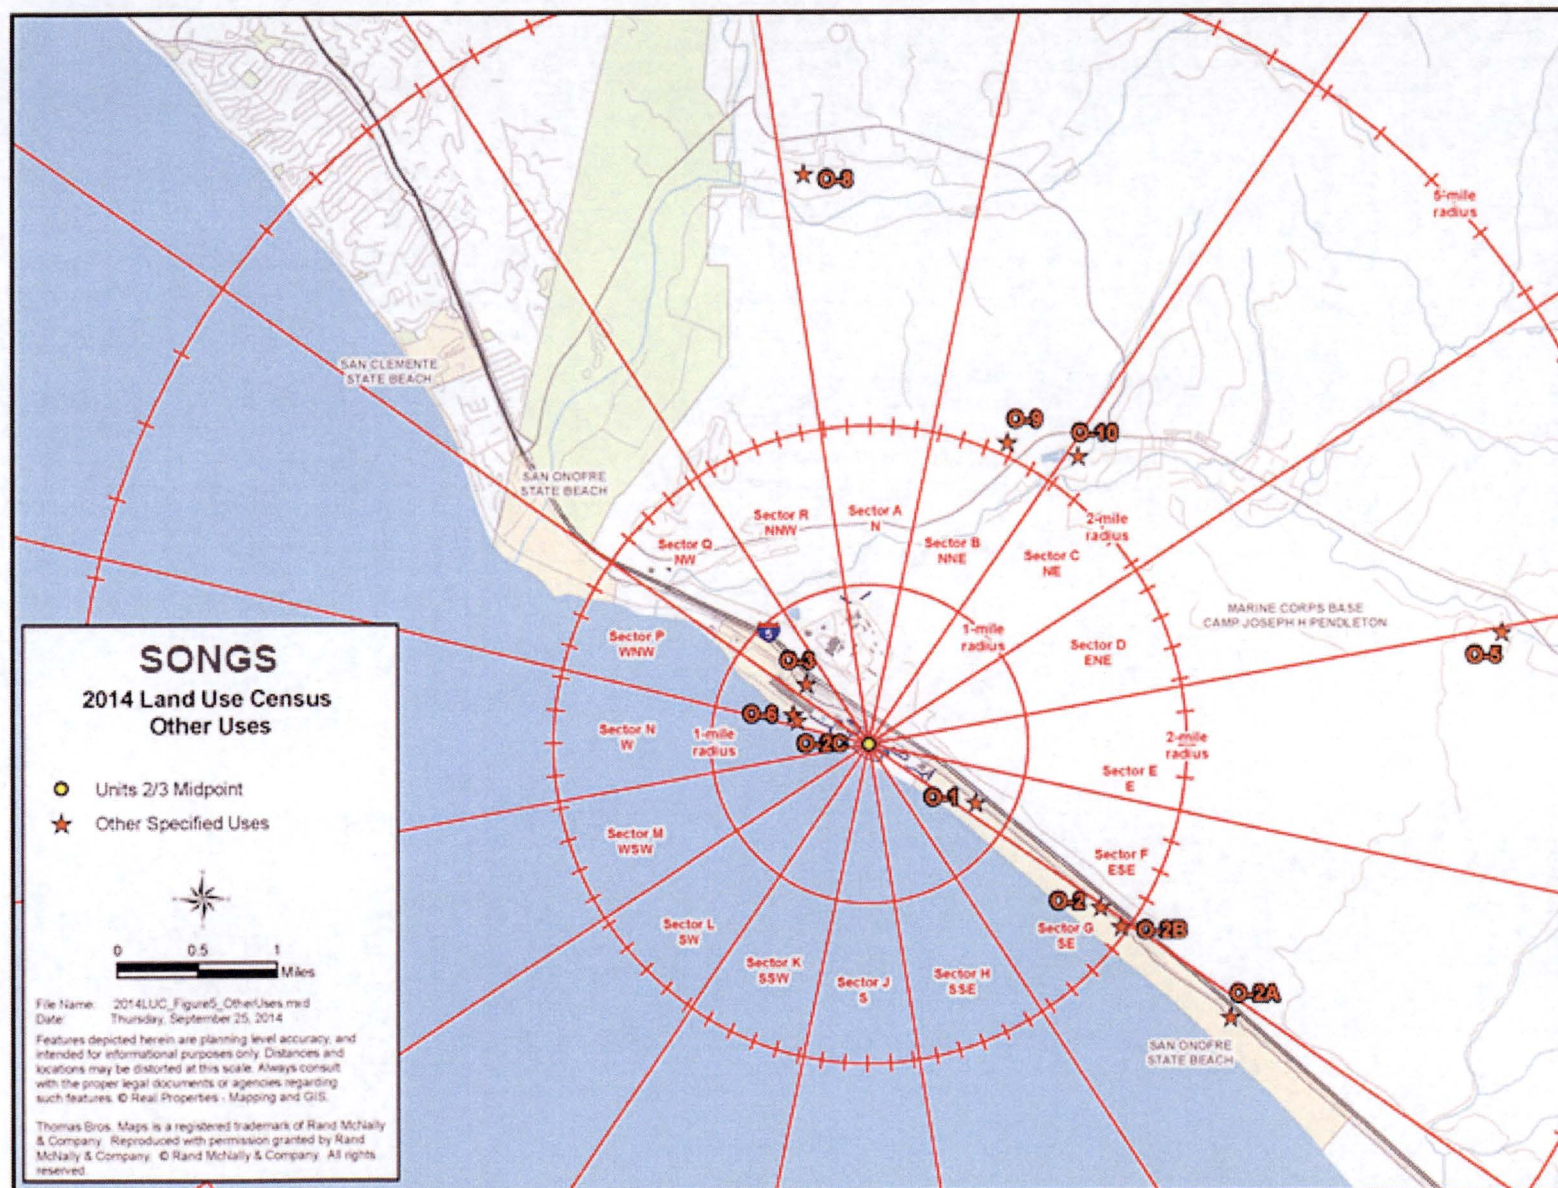 O-8
5-mile
radius
SAN CLEMENTE
STATE BEACH
O-9
O-10
SAN ONOFRE
STATE BEACH
Sector R
NNW
Sector A
N
2-mile
radius
Sector Q
NW
Sector B
NNE
Sector C
NE
MARINE CORPS BASE
CAMP JOSEPH H PENDLETON
Sector P
WNW
5
1-mile
radius
Sector D
ENE
O-5
O-3
O-6
Sector N
W
1-mile
radius
O-2C
2-mile
radius
Sector E
E
O-1
Sector M
WSW
Sector F
ESE
O-2
O-2B
Sector L
SW
Sector G
SE
Sector K
SSW
Sector J
S
Sector H
SSE
O-2A
SAN ONOFRE
STATE BEACH
SONGS
2014 Land Use Census
Other Uses
Units 2/3 Midpoint
Other Specified Uses
0 0.5 1
Miles
File Name: 2014LUC_Figure5_OtherUses.mxd
Date: Thursday, September 25, 2014
Features depicted herein are planning level accuracy, and
intended for informational purposes only. Distances and
locations may be distorted at this scale. Always consult
with the proper legal documents or agencies regarding
such features. © Real Properties - Mapping and GIS.
Thomas Bros. Maps is a registered trademark of Rand McNally
& Company. Reproduced with permission granted by Rand
McNally & Company. © Rand McNally & Company. All rights
reserved.